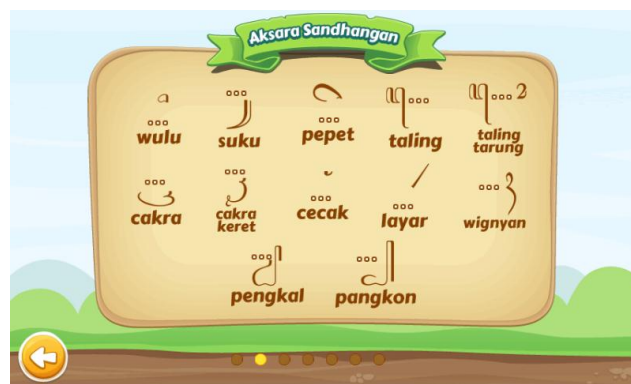 Aksara Sandhangan
wulu
suku
pepet
taling
taling
tarung
cakra
cakra
keret
cecak
layar
wignyan
pengkal
pangkon